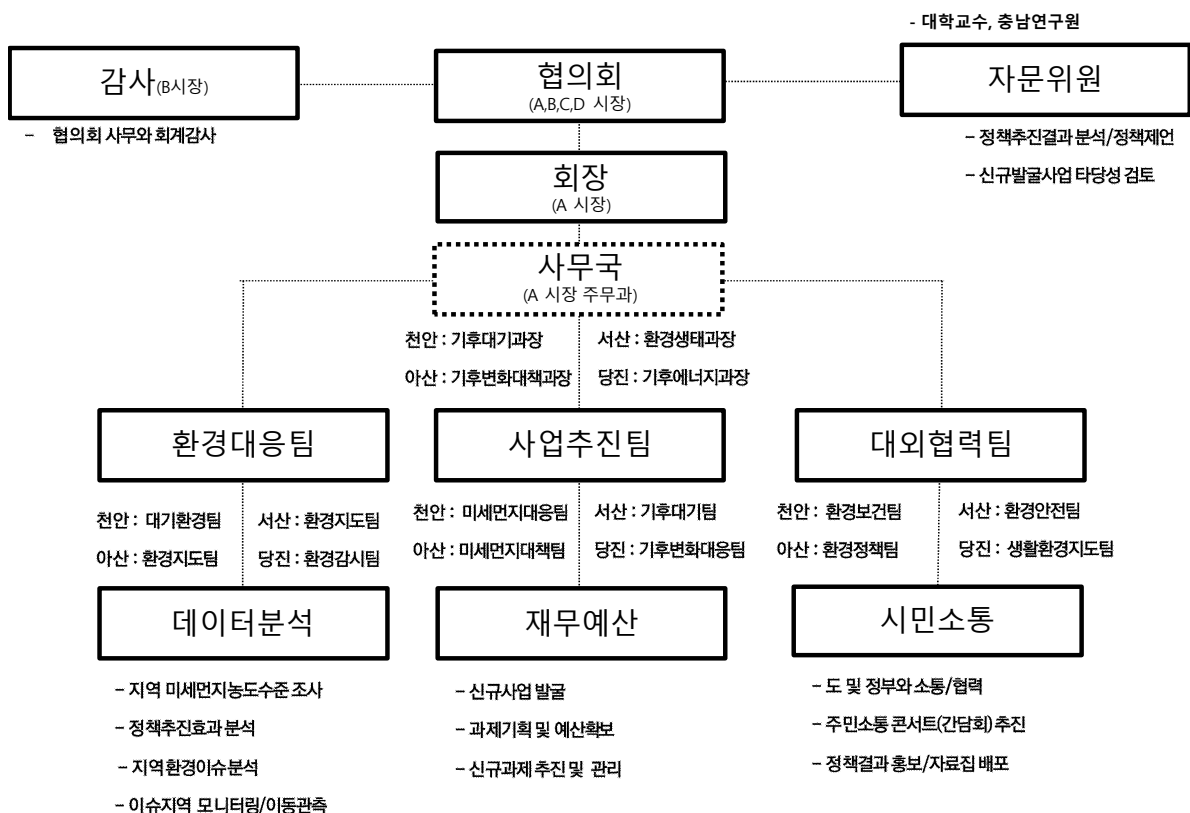 - 대학교수, 충남연구원
감사(B시장)
협의회
(A,B,C,D 시장)
자문위원
- 협의회 사무와 회계감사
- 정책추진결과 분석/정책제언
- 신규발굴사업 타당성 검토
회장
(A 시장)
사무국
(A 시장 주무과)
천안 : 기후대기과장
서산 : 환경생태과장
아산 : 기후변화대책과장
당진 : 기후에너지과장
환경대응팀
사업추진팀
대외협력팀
천안 : 대기환경팀
서산 : 환경지도팀
아산 : 환경지도팀
당진 : 환경감시팀
천안 : 미세먼지대응팀
서산 : 기후대기팀
아산 : 미세먼지대책팀
당진 : 기후변화대응팀
천안 : 환경보건팀
서산 : 환경안전팀
아산 : 환경정책팀
당진 : 생활환경지도팀
데이터분석
재무예산
시민소통
- 지역 미세먼지농도수준 조사
- 정책추진효과 분석
- 지역환경이슈분석
- 이슈지역 모니터링/이동관측
- 신규사업 발굴
- 과제기획 및 예산확보
- 신규과제 추진 및 관리
- 도 및 정부와 소통/협력
- 주민소통 콘서트(간담회) 추진
- 정책결과 홍보/자료집 배포